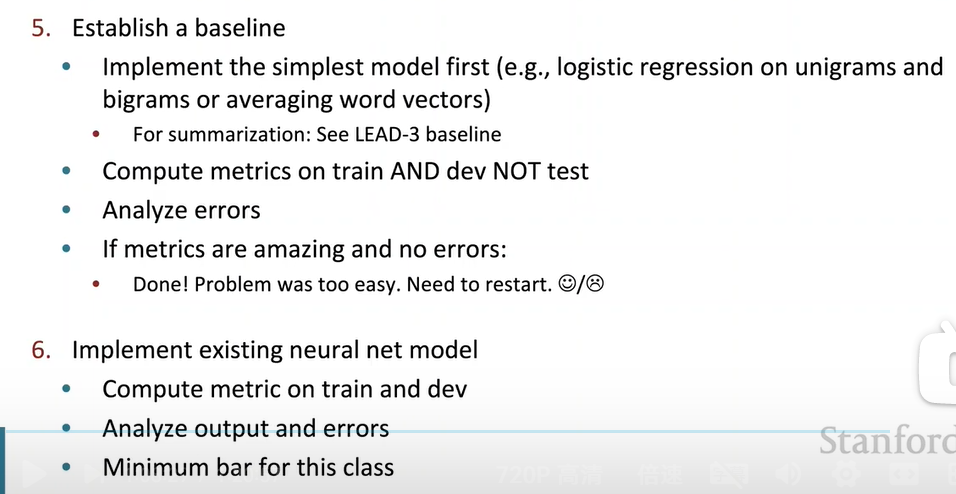 5. Establish a baseline
• Implement the simplest model first (e.g., logistic regression on unigrams and
bigrams or averaging word vectors)
• For summarization: See LEAD-3 baseline
• Compute metrics on train AND dev NOT test
• Analyze errors
• If metrics are amazing and no errors:
• Done! Problem was too easy. Need to restart. ☺/☹
6. Implement existing neural net model
• Compute metric on train and dev
• Analyze output and errors
• Minimum bar for this class
Stanford
720P 高清 倍速